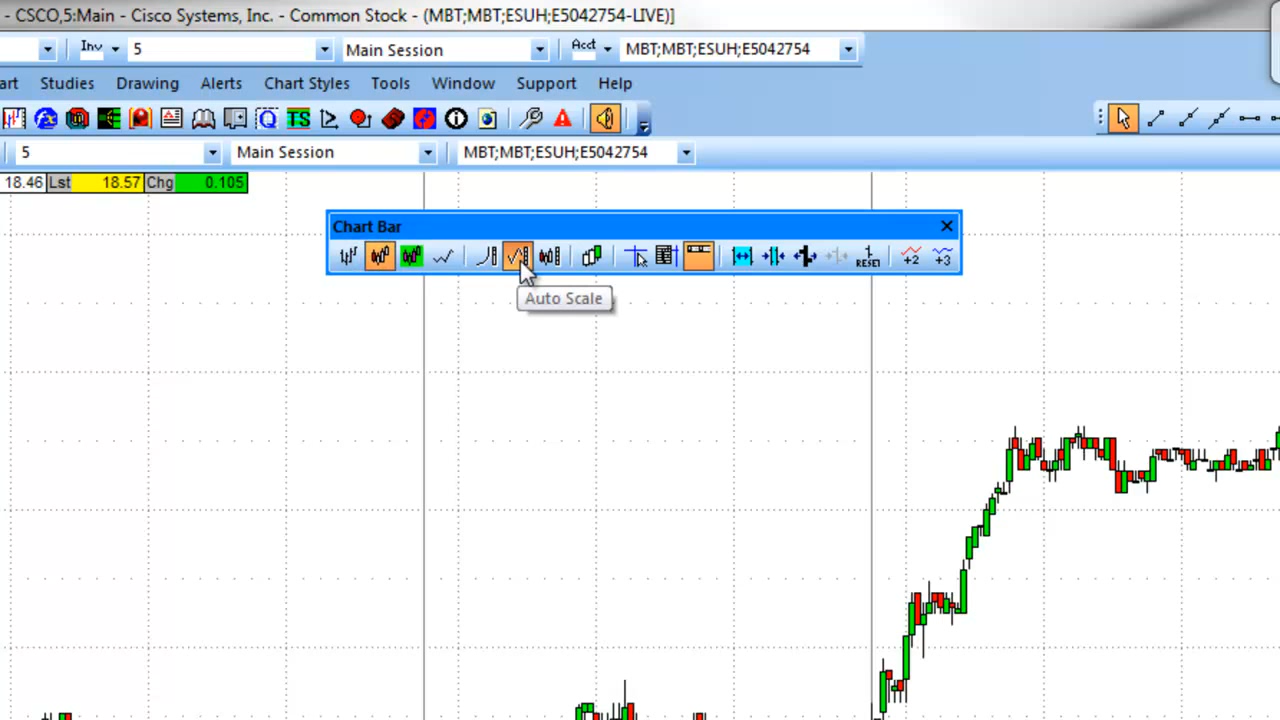 - CSCO,5:Main - Cisco Systems, Inc. - Common Stock - (MBT;MBT;ESUH;E5042754-LIVE)]
Inv 5 Main Session Acct MBT;MBT;ESUH;E5042754
art Studies Drawing Alerts Chart Styles Tools Window Support Help
Q TS
5 Main Session MBT;MBT;ESUH;E5042754
18.46 Lst 18.57 Chg 0.105
Chart Bar
RESET +2 +3
Auto Scale